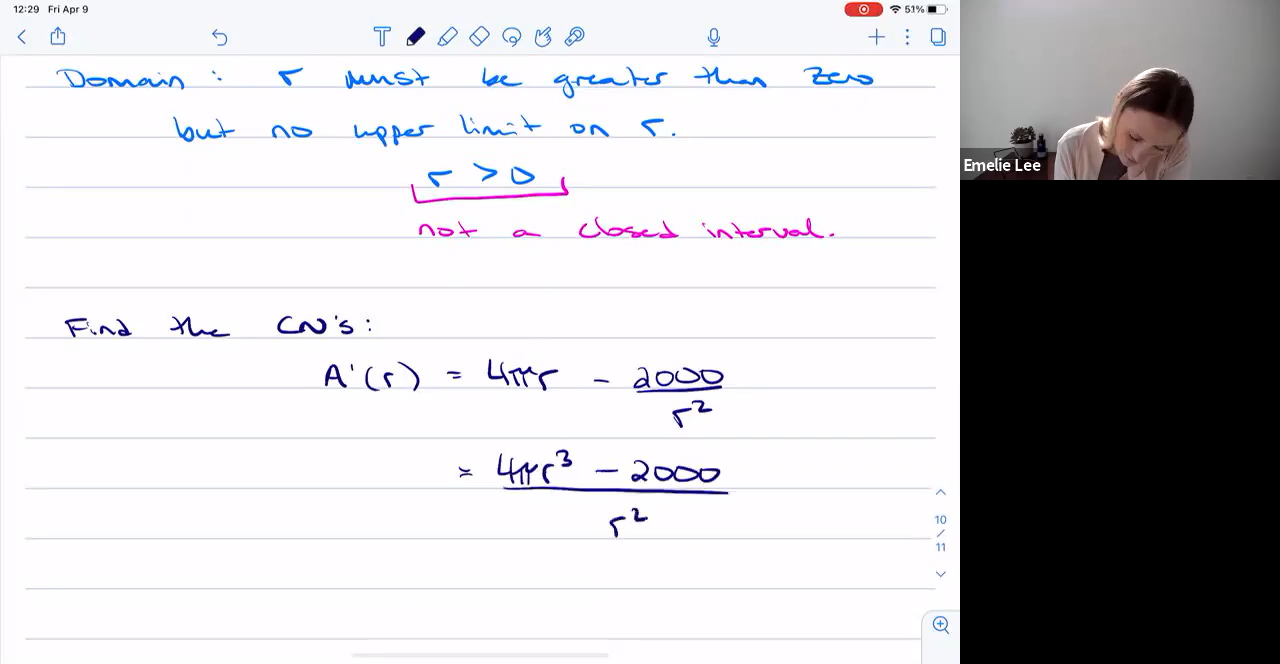 12:29 Fri Apr 9
51%
T
Domain : r must be greater than zero
but no upper limit on r.
r > 0
not a closed interval.
Find the CN's:
A'(r) = 4πr - 2000
r²
= 4πr³ - 2000
r²
10
/
11
Emelie Lee